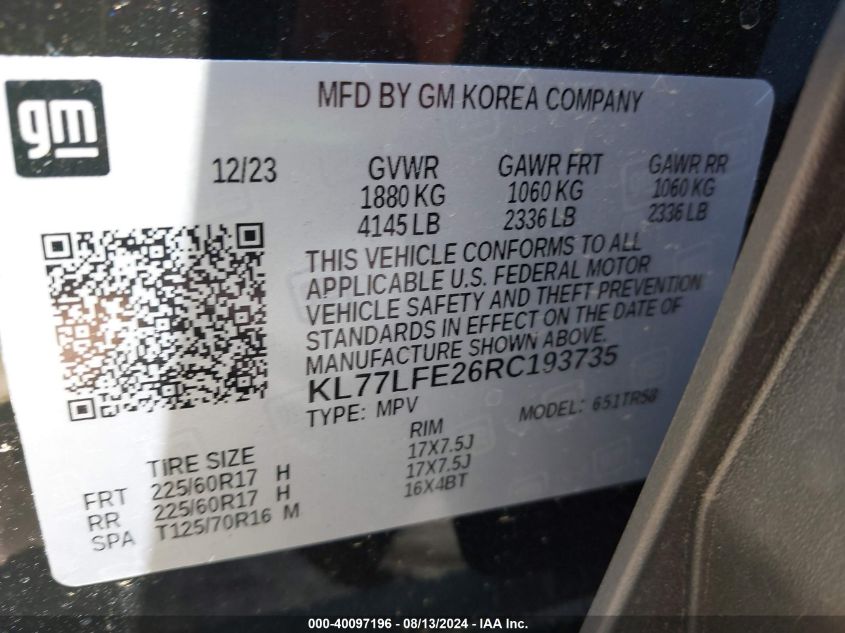 gm
MFD BY GM KOREA COMPANY
12/23 GVWR GAWR FRT GAWR RR
1880 KG 1060 KG 1060 KG
4145 LB 2336 LB 2336 LB
THIS VEHICLE CONFORMS TO ALL
APPLICABLE U.S. FEDERAL MOTOR
VEHICLE SAFETY AND THEFT PREVENTION
STANDARDS IN EFFECT ON THE DATE OF
MANUFACTURE SHOWN ABOVE.
KL77LFE26RC193735
TYPE: MPV MODEL: 651TR58
TIRE SIZE RIM
FRT 225/60R17 H 17X7.5J
RR 225/60R17 H 17X7.5J
SPA T125/70R16 M 16X4BT
000-40097196 - 08/13/2024 - IAA Inc.